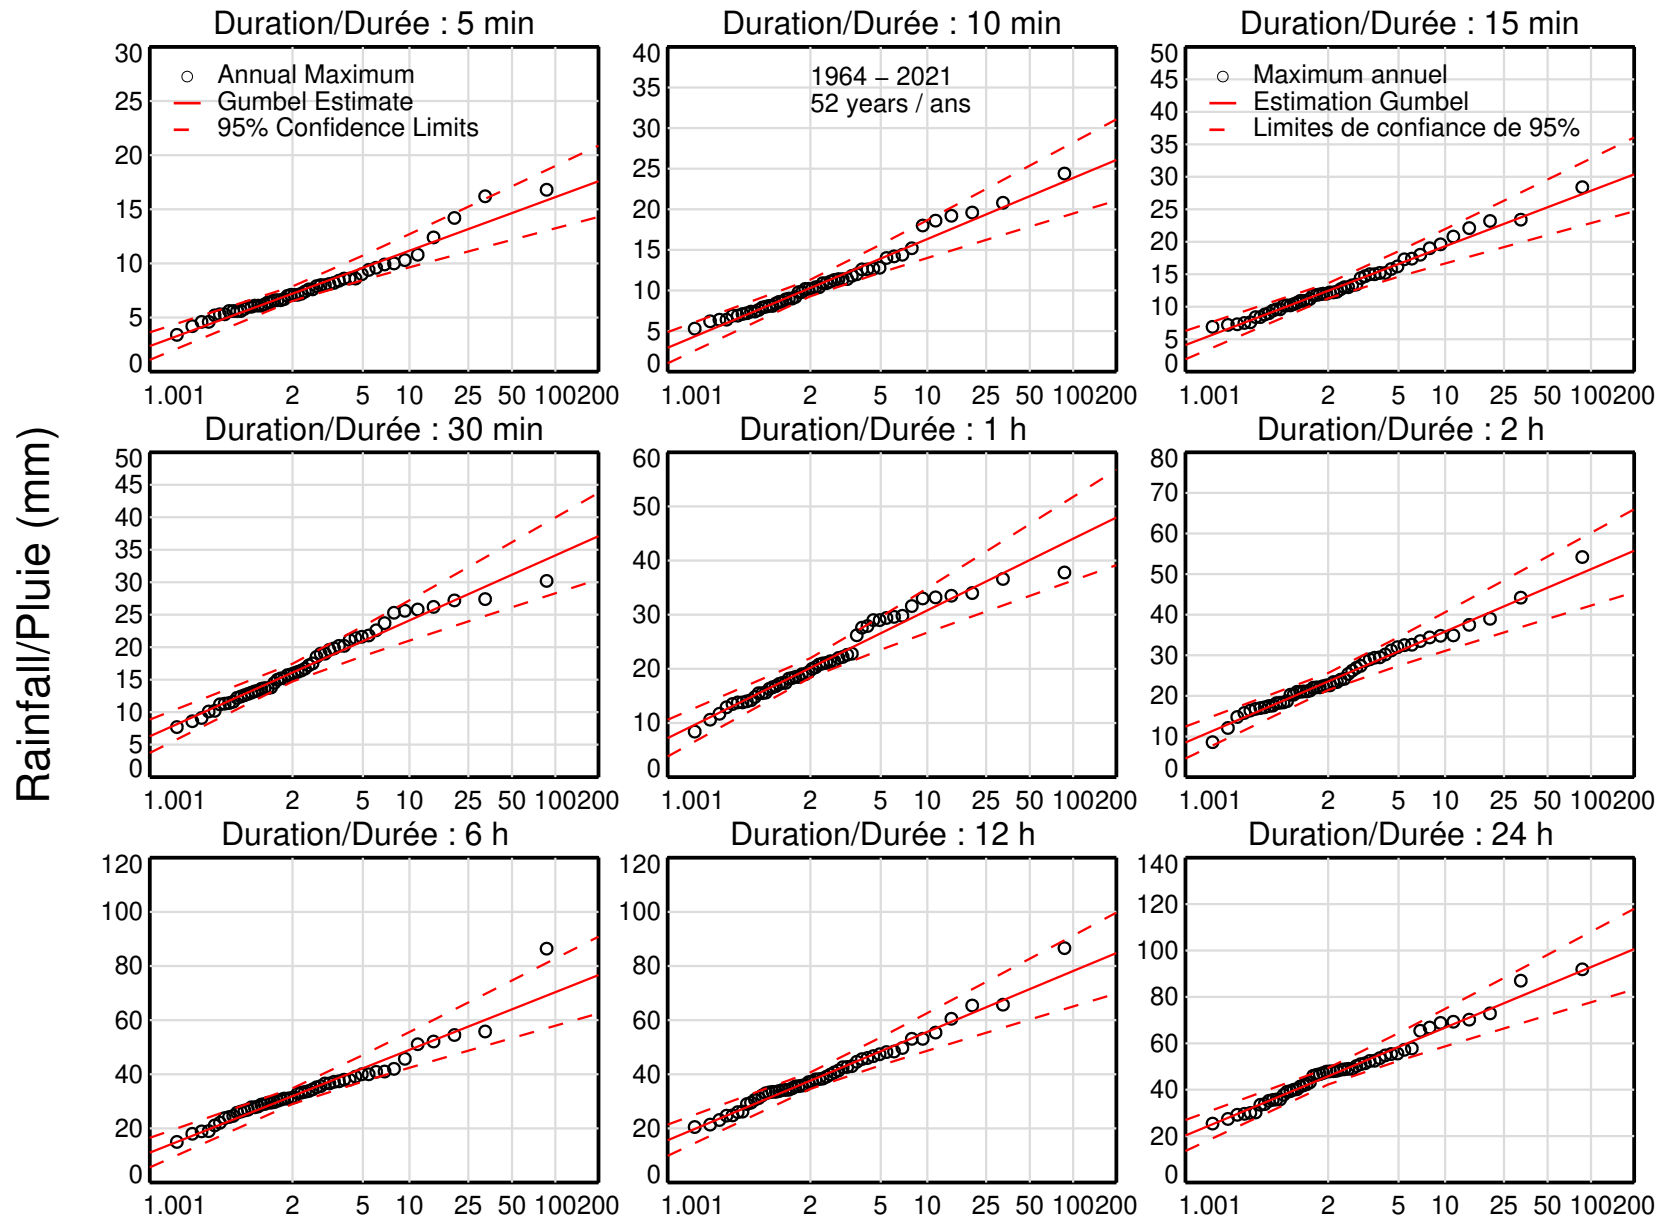 Duration/Durée : 5 min
30
25
20
15
10
5
0
Annual Maximum
Gumbel Estimate
95% Confidence Limits
1.001 2 5 10 25 50 100200
Duration/Durée : 10 min
40
35
30
25
20
15
10
5
0
1964 – 2021
52 years / ans
1.001 2 5 10 25 50 100200
Duration/Durée : 15 min
50
45
40
35
30
25
20
15
10
5
0
Maximum annuel
Estimation Gumbel
Limites de confiance de 95%
1.001 2 5 10 25 50 100200
Rainfall/Pluie (mm)
Duration/Durée : 30 min
50
45
40
35
30
25
20
15
10
5
0
1.001 2 5 10 25 50 100200
Duration/Durée : 1 h
60
50
40
30
20
10
0
1.001 2 5 10 25 50 100200
Duration/Durée : 2 h
80
70
60
50
40
30
20
10
0
1.001 2 5 10 25 50 100200
Duration/Durée : 6 h
120
100
80
60
40
20
0
1.001 2 5 10 25 50 100200
Duration/Durée : 12 h
120
100
80
60
40
20
0
1.001 2 5 10 25 50 100200
Duration/Durée : 24 h
140
120
100
80
60
40
20
0
1.001 2 5 10 25 50 100200